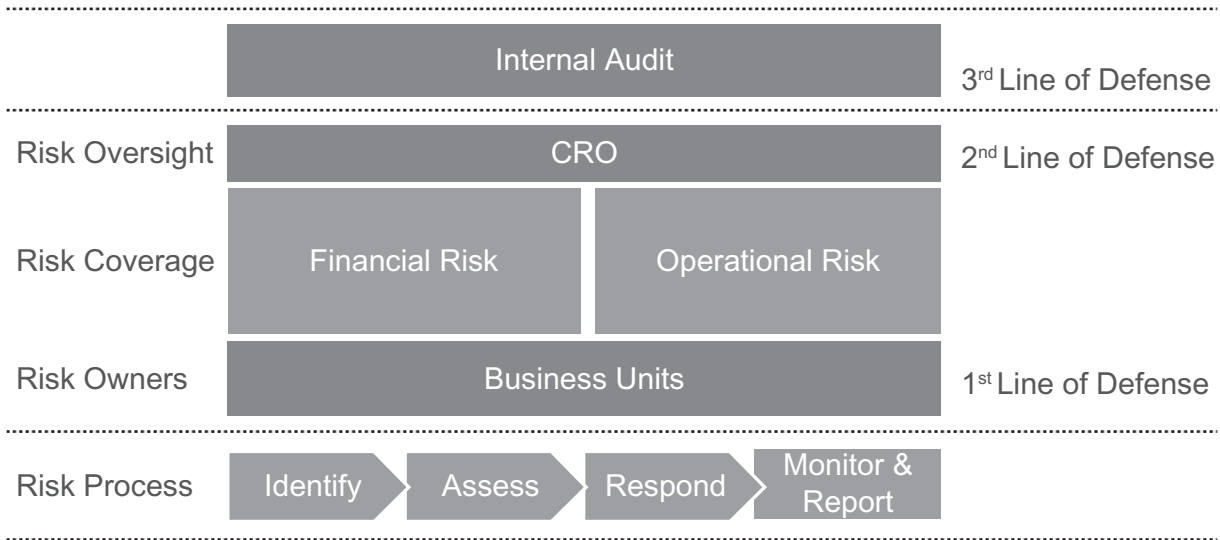 Internal Audit
3rd Line of Defense
Risk Oversight
CRO
2nd Line of Defense
Risk Coverage
Financial Risk
Operational Risk
Risk Owners
Business Units
1st Line of Defense
Risk Process
Identify
Assess
Respond
Monitor &
Report